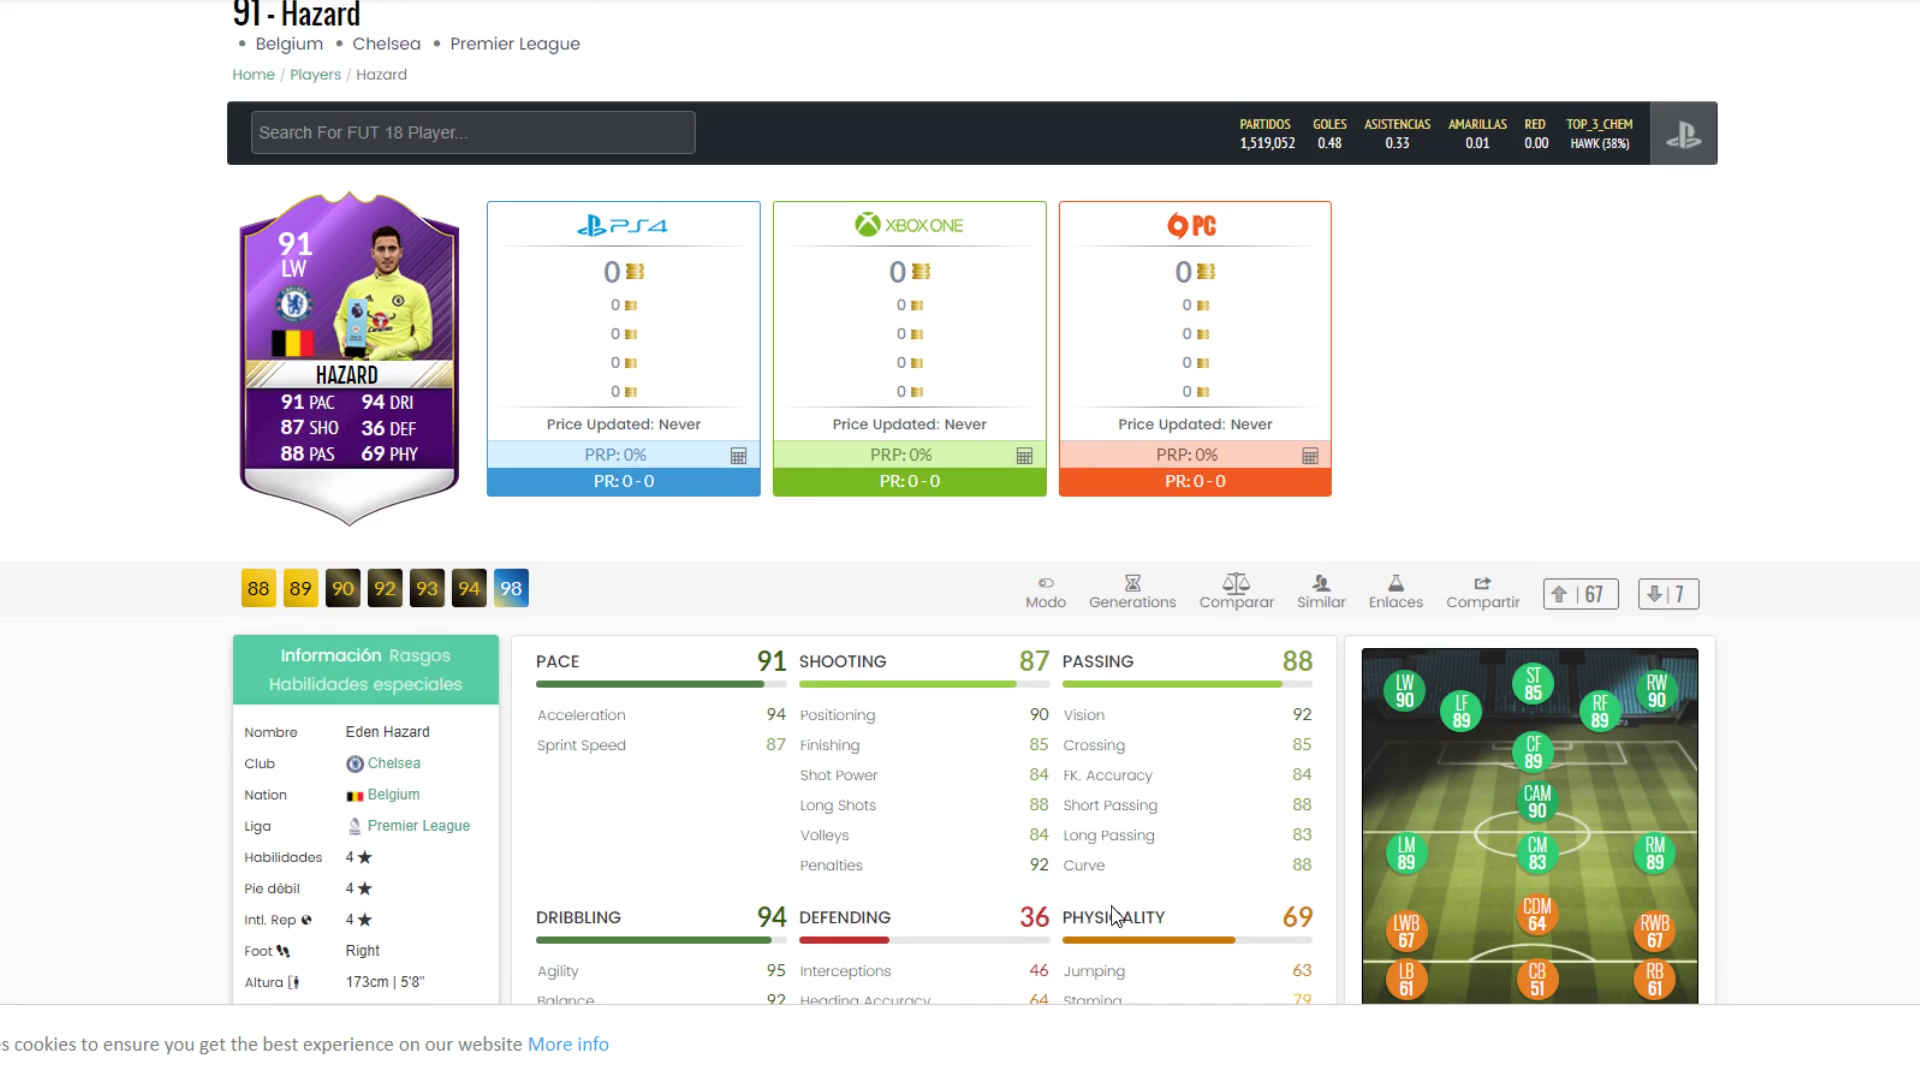 91 - Hazard
• Belgium • Chelsea • Premier League
Home / Players / Hazard
Search For FUT 18 Player...
PARTIDOS GOLES ASISTENCIAS AMARILLAS RED TOP_3_CHEM
1,519,052 0.48 0.33 0.01 0.00 HAWK (38%)
91
LW
HAZARD
91 PAC 94 DRI
87 SHO 36 DEF
88 PAS 69 PHY
PS4
0
0
0
0
0
Price Updated: Never
PRP: 0%
PR: 0 - 0
XBOX ONE
0
0
0
0
0
Price Updated: Never
PRP: 0%
PR: 0 - 0
PC
0
0
0
0
0
Price Updated: Never
PRP: 0%
PR: 0 - 0
88 89 90 92 93 94 98
Modo Generations Comparar Similar Enlaces Compartir | 67 | 7
Información Rasgos
Habilidades especiales
Nombre Eden Hazard
Club Chelsea
Nation Belgium
Liga Premier League
Habilidades 4
Pie débil 4
Intl. Rep 4
Foot Right
Altura 173cm | 5'8"
PACE 91
Acceleration 94
Sprint Speed 87
SHOOTING 87
Positioning 90
Finishing 85
Shot Power 84
Long Shots 88
Volleys 84
Penalties 92
PASSING 88
Vision 92
Crossing 85
FK. Accuracy 84
Short Passing 88
Long Passing 83
Curve 88
DRIBBLING 94
Agility 95
Balance 92
DEFENDING 36
Interceptions 46
Heading Accuracy 64
PHYSICALITY 69
Jumping 63
Stamina 79
LW 90
ST 85
RW 90
LF 89
RF 89
CF 89
CAM 90
LM 89
CM 83
RM 89
LWB 67
CDM 64
RWB 67
LB 61
CB 51
RB 61
s cookies to ensure you get the best experience on our website More info